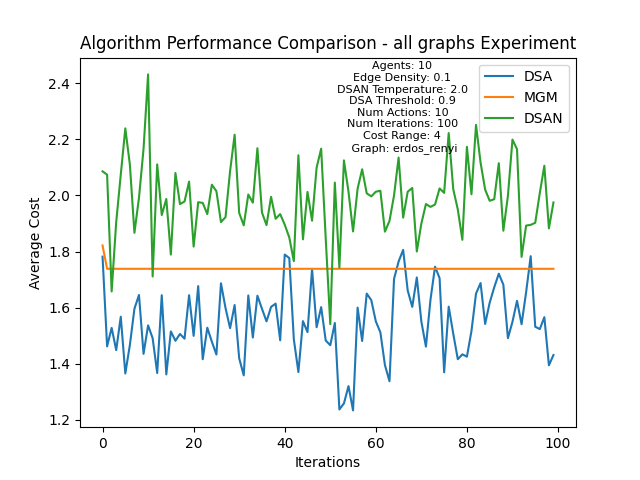 Algorithm Performance Comparison - all graphs Experiment
Agents: 10
Edge Density: 0.1
DSAN Temperature: 2.0
DSA Threshold: 0.9
Num Actions: 10
Num Iterations: 100
Cost Range: 4
Graph: erdos_renyi
DSA
MGM
DSAN
Average Cost
2.4
2.2
2.0
1.8
1.6
1.4
1.2
0
20
40
60
80
100
Iterations